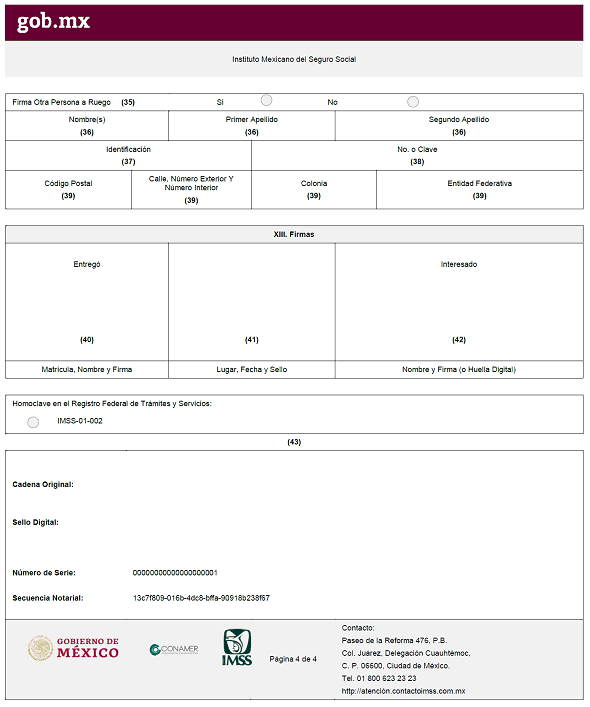 gob.mx
Instituto Mexicano del Seguro Social
Firma Otra Persona a Ruego (35) Si No
Nombre(s) Primer Apellido Segundo Apellido
(36) (36) (36)
Identificación No. o Clave
(37) (38)
Código Postal Calle, Número Exterior Y Número Interior Colonia Entidad Federativa
(39) (39) (39) (39)
XIII. Firmas
Entregó Interesado
(40) (41) (42)
Matrícula, Nombre y Firma Lugar, Fecha y Sello Nombre y Firma (o Huella Digital)
Homoclave en el Registro Federal de Trámites y Servicios:
IMSS-01-002
(43)
Cadena Original:
Sello Digital:
Número de Serie: 00000000000000000001
Secuencia Notarial: 13c7f809-016b-4dc8-bffa-90918b238f67
GOBIERNO DE
MÉXICO
CONAMER
IMSS
Página 4 de 4
Contacto:
Paseo de la Reforma 476, P.B.
Col. Juárez, Delegación Cuauhtémoc,
C. P. 06600, Ciudad de México.
Tel. 01 800 623 23 23
http://atención.contactoimss.com.mx